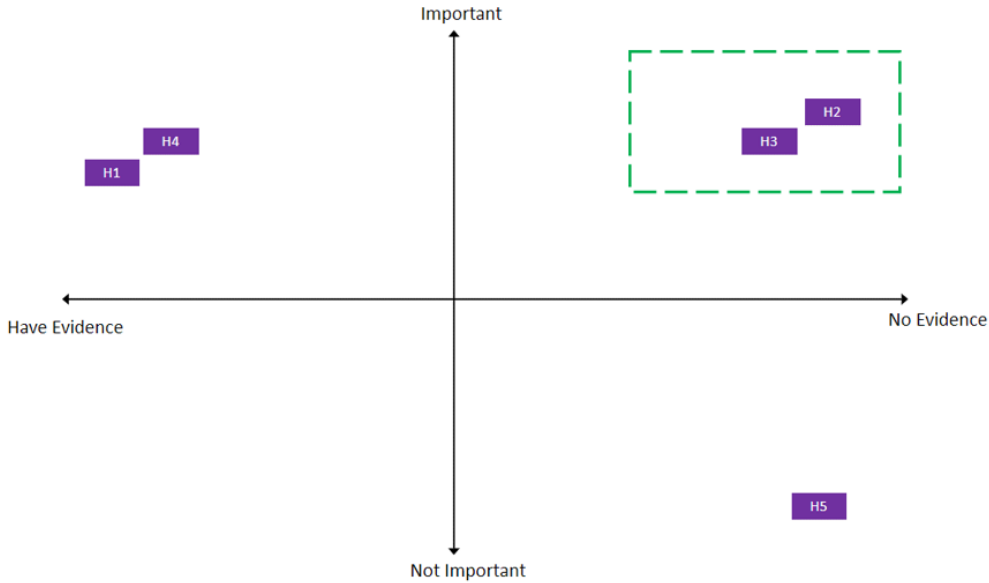 Important
H2
H4
H3
H1
Have Evidence
No Evidence
H5
Not Important